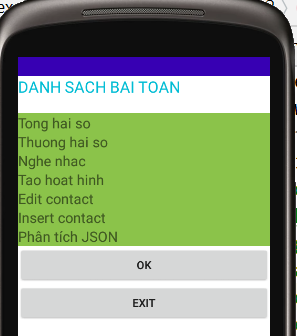 DANH SACH BAI TOAN
Tong hai so
Thuong hai so
Nghe nhac
Tao hoat hinh
Edit contact
Insert contact
Phân tích JSON
OK
EXIT